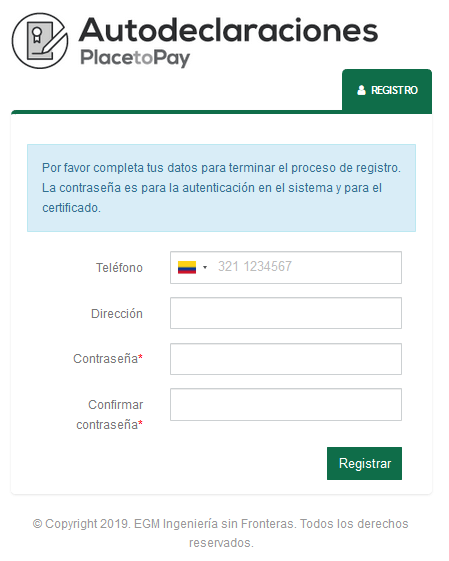 Autodeclaraciones
PlacetoPay
REGISTRO
Por favor completa tus datos para terminar el proceso de registro.
La contraseña es para la autenticación en el sistema y para el
certificado.
Teléfono
321 1234567
Dirección
Contraseña*
Confirmar
contraseña*
Registrar
© Copyright 2019. EGM Ingeniería sin Fronteras. Todos los derechos
reservados.